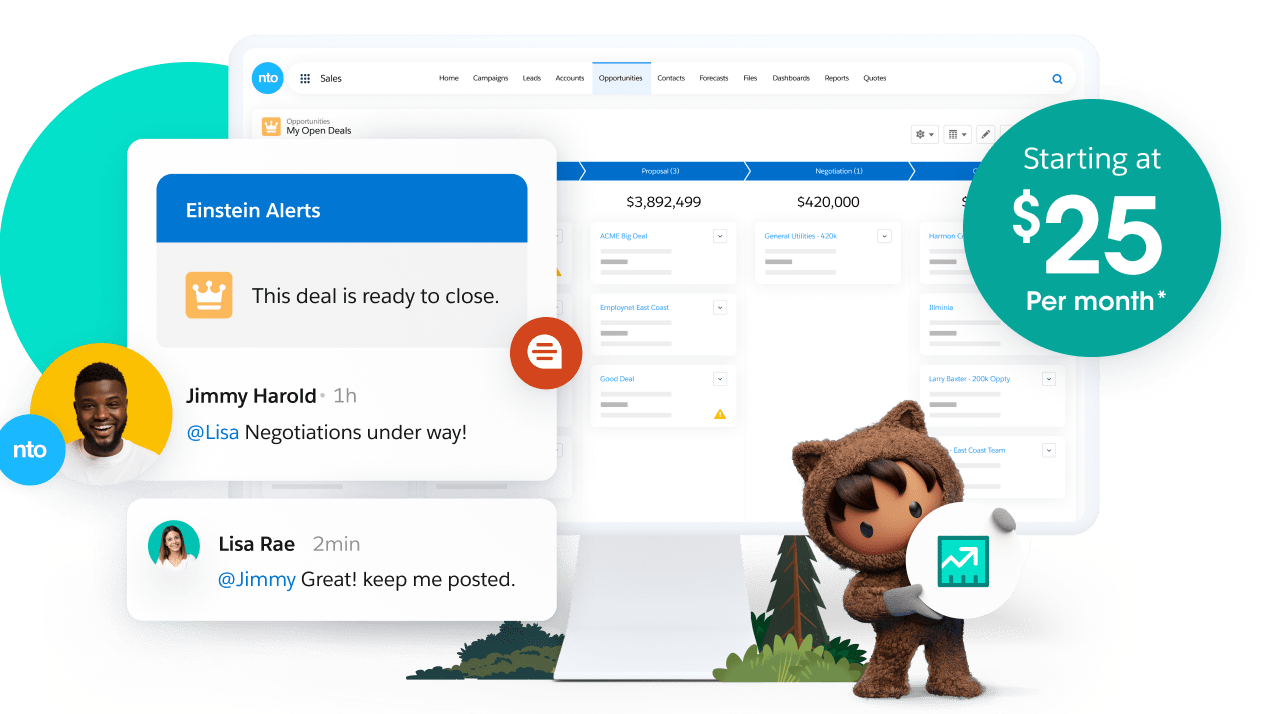 nto
Sales
Home
Campaigns
Leads
Accounts
Opportunities
Contacts
Forecasts
Files
Dashboards
Reports
Quotes
Opportunities
My Open Deals
Proposal (3)
Negotiation (1)
$3,892,499
$420,000
ACME Big Deal
General Utilities - 420k
Harmon
Employnet East Coast
Illminia
Good Deal
Larry Baxter - 200k Oppty
- East Coast Team
Starting at
$25
Per month*
Einstein Alerts
This deal is ready to close.
Jimmy Harold • 1h
@Lisa Negotiations under way!
nto
Lisa Rae 2min
@Jimmy Great! keep me posted.